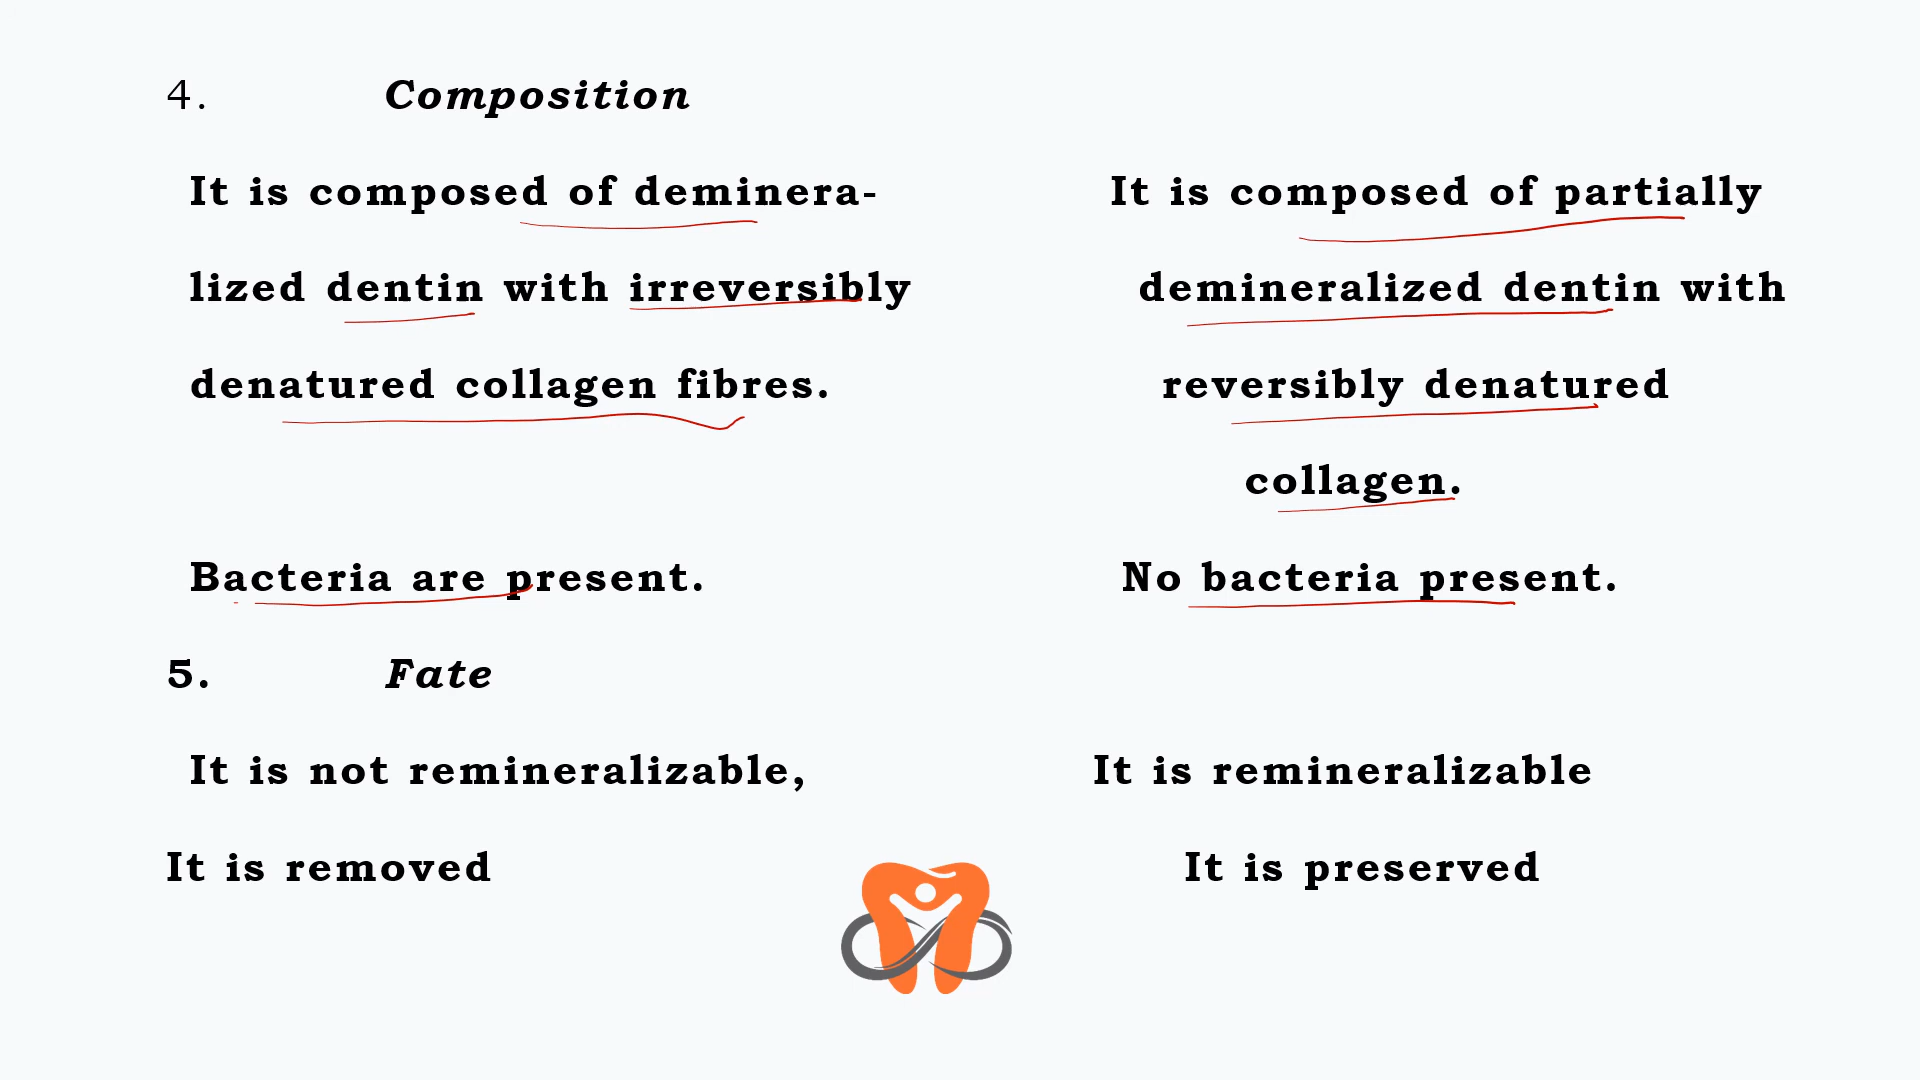 4. Composition
It is composed of deminera- It is composed of partially
lized dentin with irreversibly demineralized dentin with
denatured collagen fibres. reversibly denatured
collagen.
Bacteria are present. No bacteria present.
5. Fate
It is not remineralizable, It is remineralizable
It is removed It is preserved